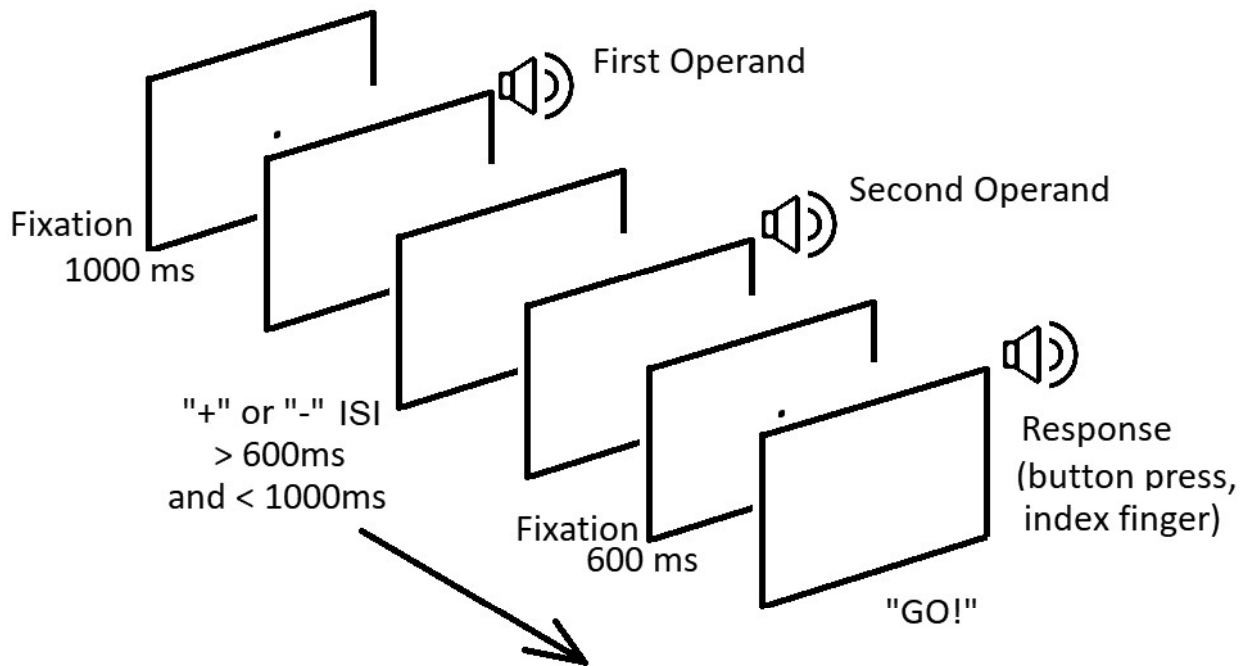 First Operand
Second Operand
Fixation
1000 ms
"+" or "-" ISI
> 600ms
and < 1000ms
Response
(button press,
index finger)
Fixation
600 ms
"GO!"